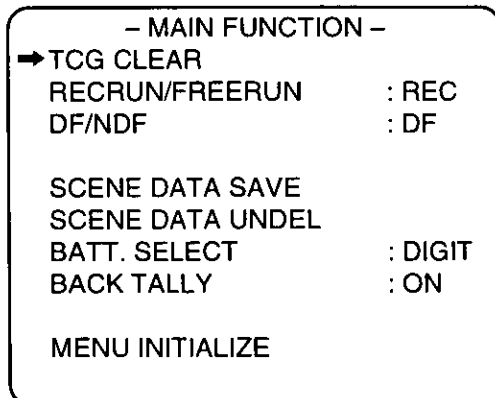 – MAIN FUNCTION –
➡TCG CLEAR
RECRUN/FREERUN : REC
DF/NDF : DF
SCENE DATA SAVE
SCENE DATA UNDEL
BATT. SELECT : DIGIT
BACK TALLY : ON
MENU INITIALIZE